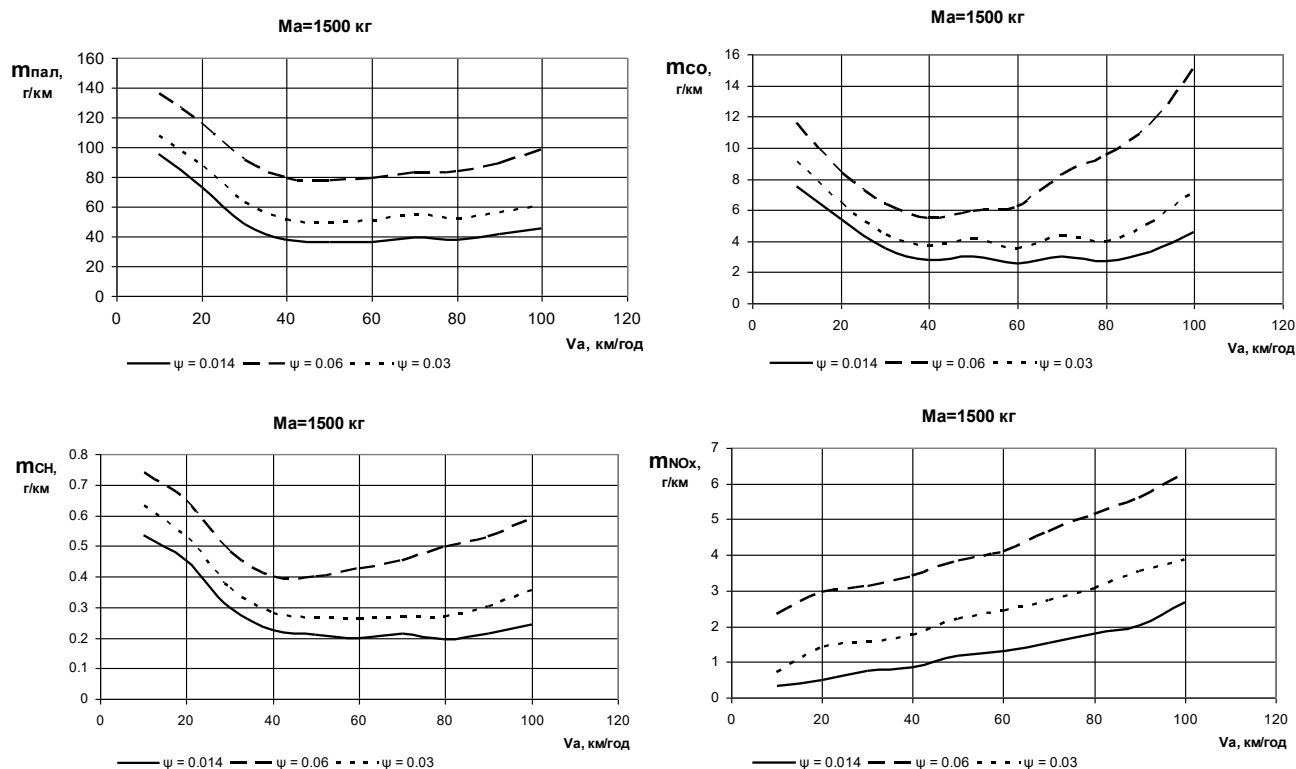 Ма=1500 кг
mпал,
г/км
160
140
120
100
80
60
40
20
0
0 20 40 60 80 100 120
Va, км/год
ψ = 0.014 ψ = 0.06 ψ = 0.03
Ма=1500 кг
mCO,
г/км
16
14
12
10
8
6
4
2
0
0 20 40 60 80 100 120
Va, км/год
ψ = 0.014 ψ = 0.06 ψ = 0.03
Ма=1500 кг
mCH,
г/км
0.8
0.7
0.6
0.5
0.4
0.3
0.2
0.1
0
0 20 40 60 80 100 120
Va, км/год
ψ = 0.014 ψ = 0.06 ψ = 0.03
Ма=1500 кг
mNOx,
г/км
7
6
5
4
3
2
1
0
0 20 40 60 80 100 120
Va, км/год
ψ = 0.014 ψ = 0.06 ψ = 0.03